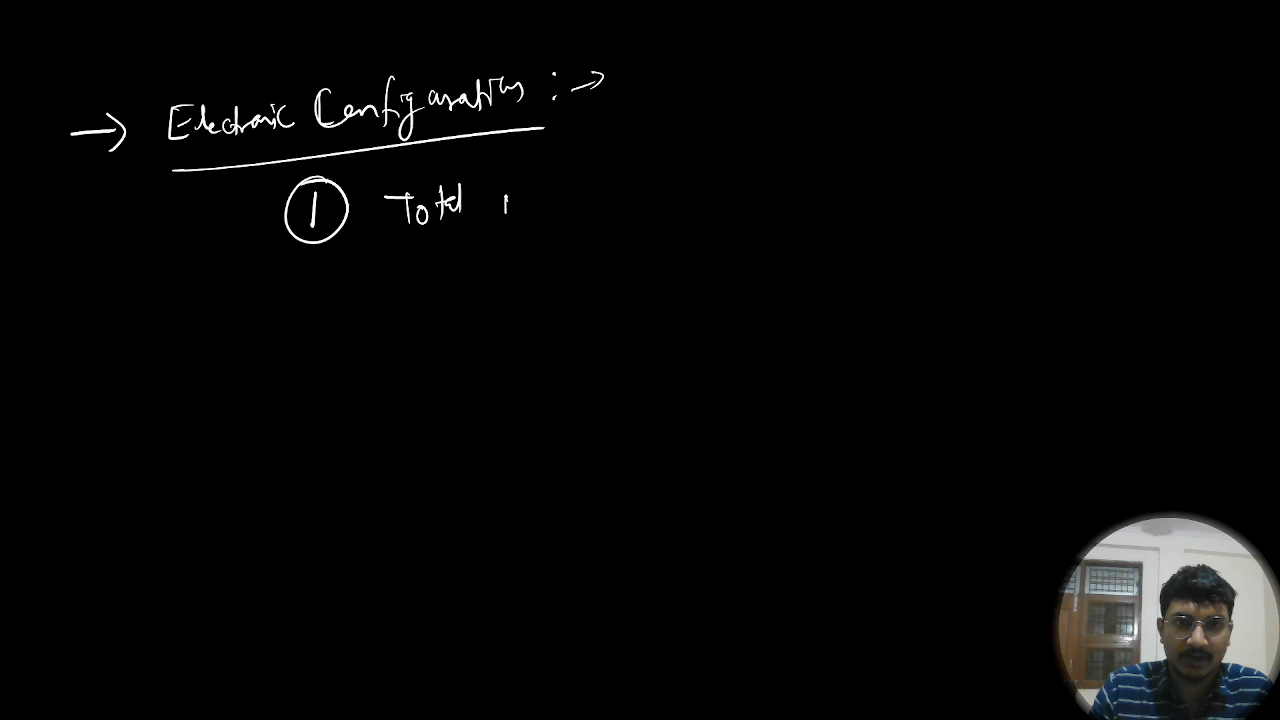 → Electronic Configuration :→
① Total